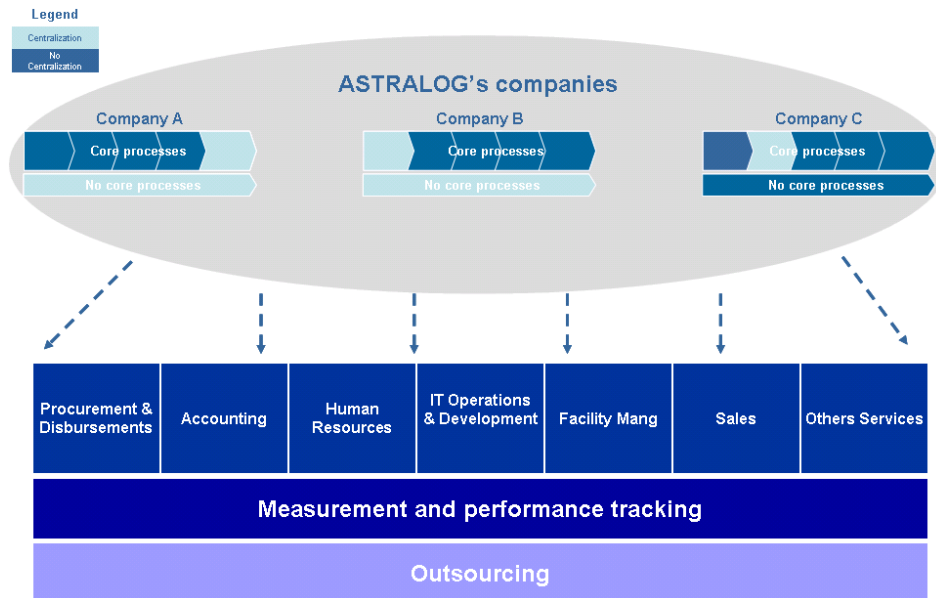 Legend
Centralization
No
Centralization
ASTRALOG's companies
Company A
Company B
Company C
Core processes
Core processes
Core processes
No core processes
No core processes
No core processes
Procurement &
Disbursements
Accounting
Human
Resources
IT Operations
& Development
Facility Mang
Sales
Others Services
Measurement and performance tracking
Outsourcing